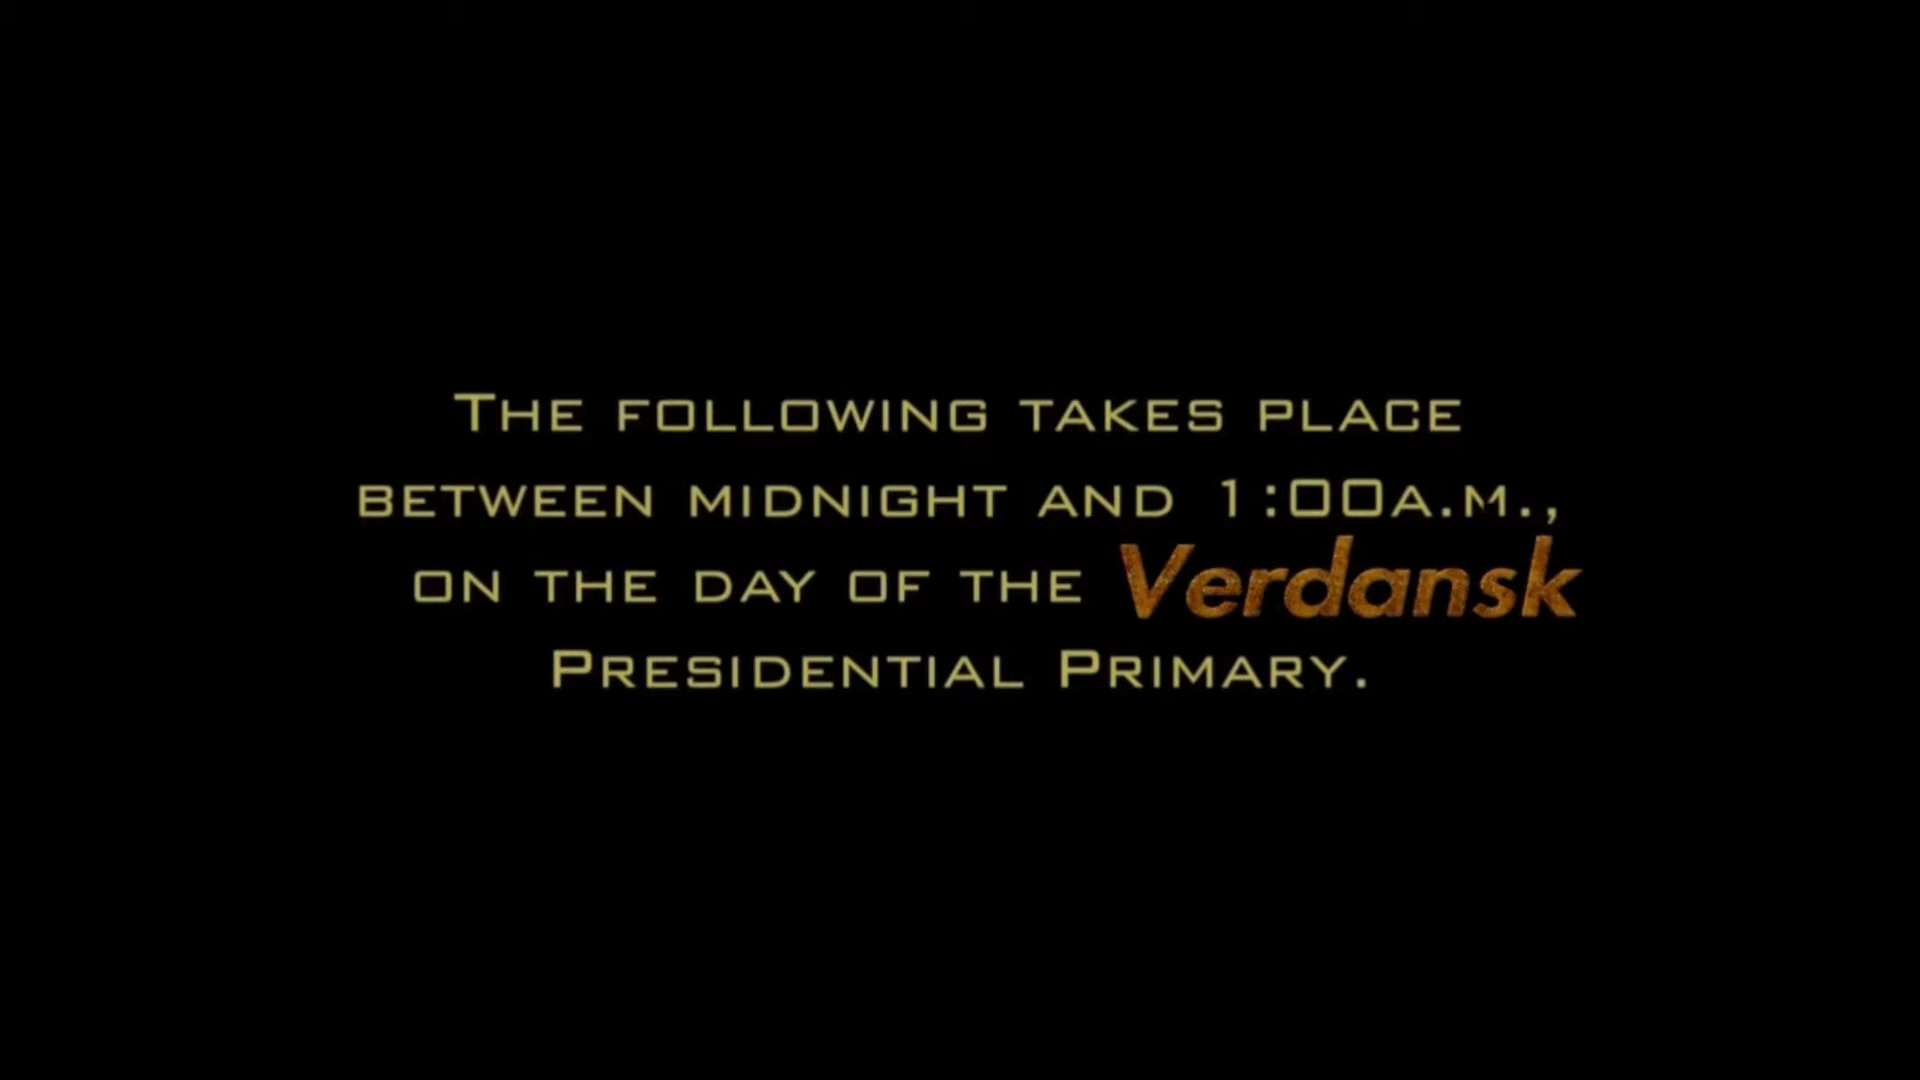 The following takes place
between midnight and 1:00a.m.,
on the day of the Verdansk
Presidential Primary.